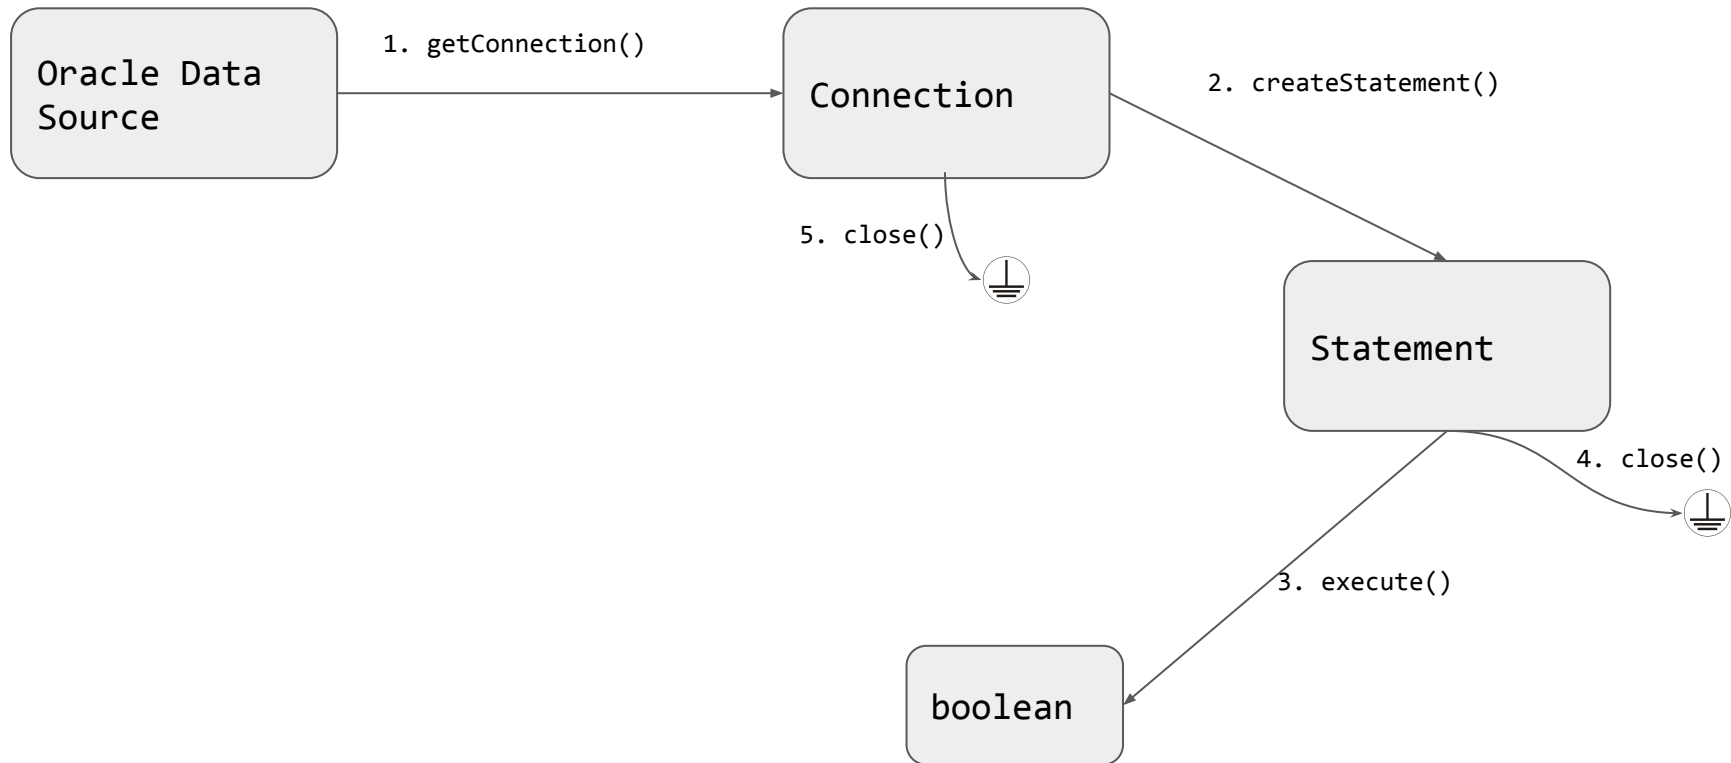 Oracle Data
Source
1. getConnection()
Connection
2. createStatement()
5. close()
Statement
4. close()
3. execute()
boolean